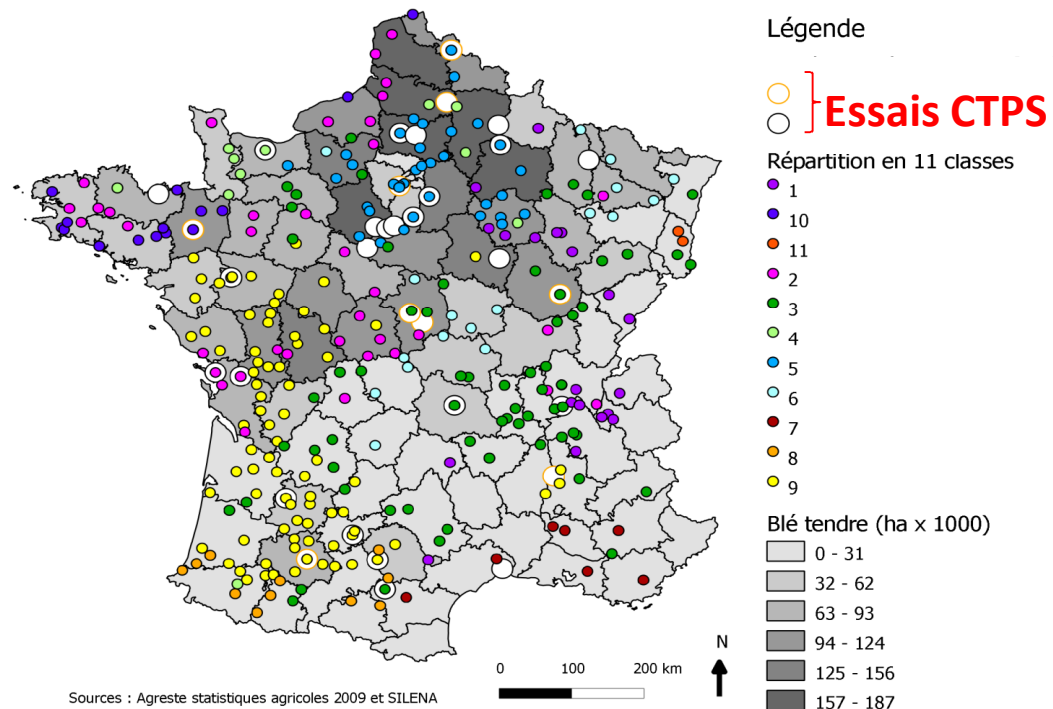 Légende
Essais CTPS
Répartition en 11 classes
1
10
11
2
3
4
5
6
7
8
9
Blé tendre (ha x 1000)
0 - 31
32 - 62
63 - 93
94 - 124
125 - 156
157 - 187
N
0 100 200 km
Sources : Agreste statistiques agricoles 2009 et SILENA